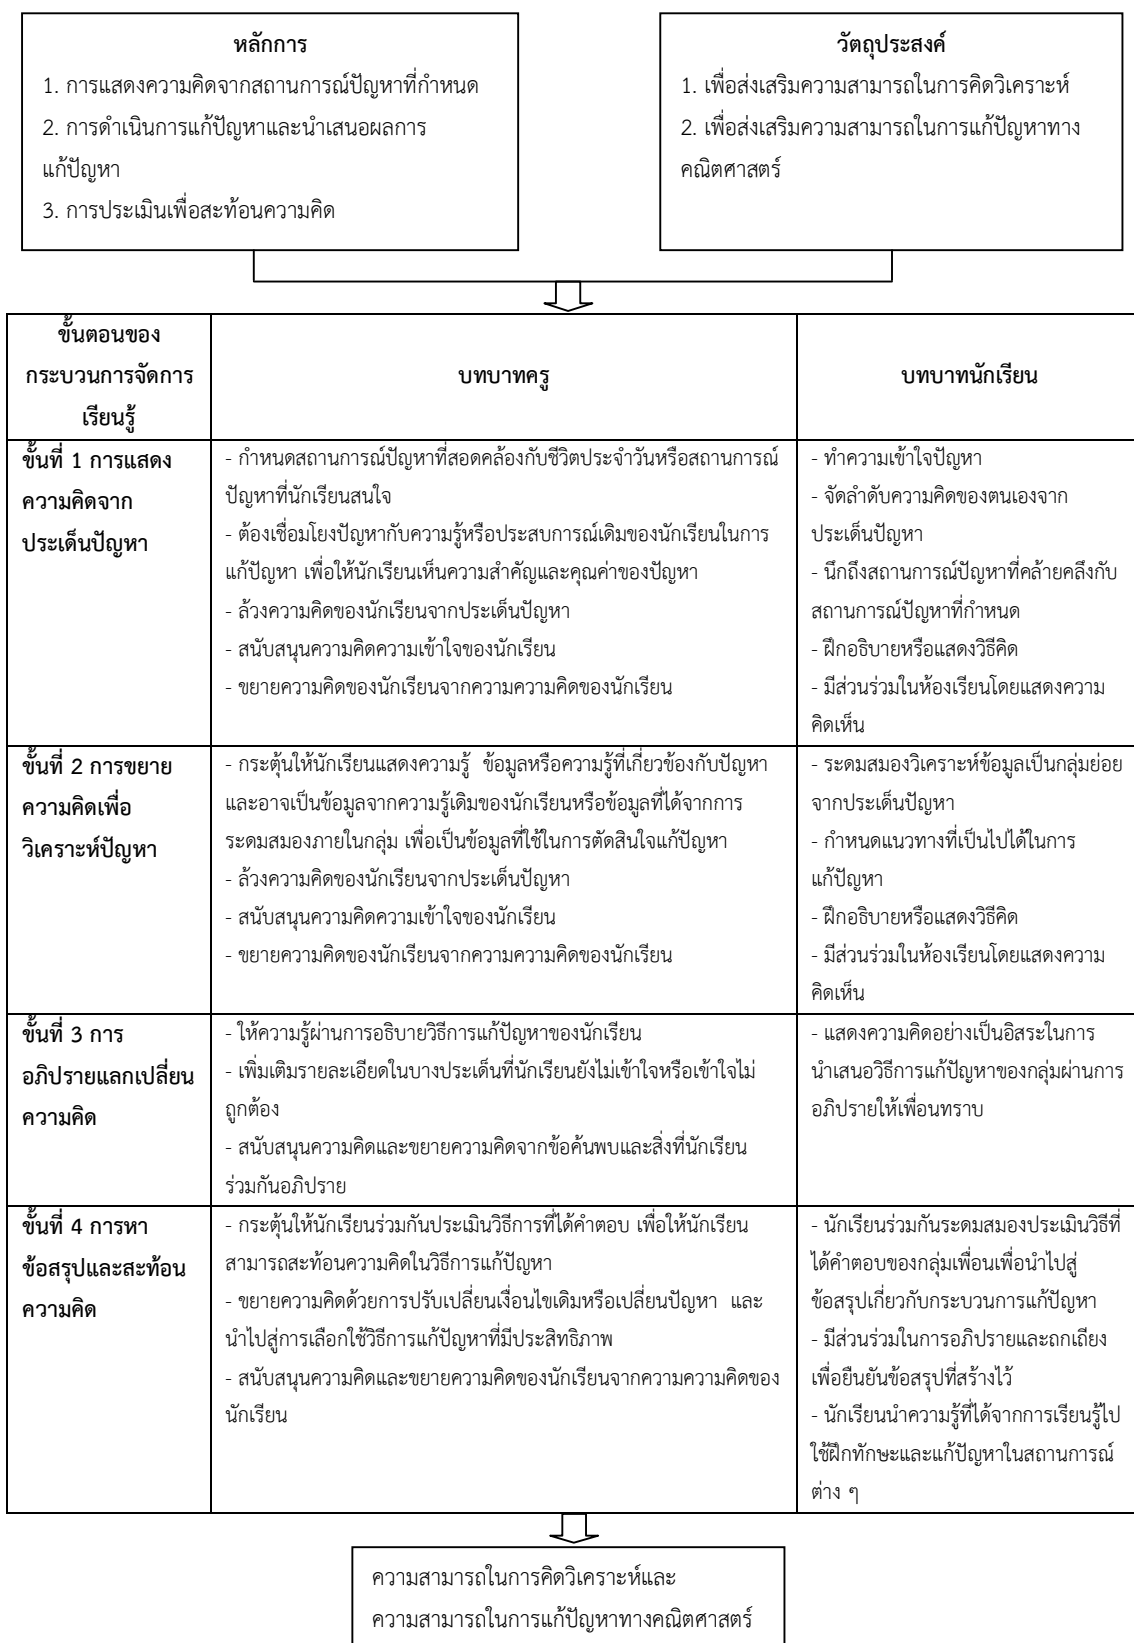 หลักการ
1. การแสดงความคิดจากสถานการณ์ปัญหาที่กำหนด
2. การดำเนินการแก้ปัญหาและนำเสนอผลการ
แก้ปัญหา
3. การประเมินเพื่อสะท้อนความคิด
วัตถุประสงค์
1. เพื่อส่งเสริมความสามารถในการคิดวิเคราะห์
2. เพื่อส่งเสริมความสามารถในการแก้ปัญหาทาง
คณิตศาสตร์
ขั้นตอนของ
กระบวนการจัดการ
เรียนรู้
บทบาทครู
บทบาทนักเรียน
ขั้นที่ 1 การแสดง
ความคิดจาก
ประเด็นปัญหา
- กำหนดสถานการณ์ปัญหาที่สอดคล้องกับชีวิตประจำวันหรือสถานการณ์
ปัญหาที่นักเรียนสนใจ
- ต้องเชื่อมโยงปัญหากับความรู้หรือประสบการณ์เดิมของนักเรียนในการ
แก้ปัญหา เพื่อให้นักเรียนเห็นความสำคัญและคุณค่าของปัญหา
- ล้วงความคิดของนักเรียนจากประเด็นปัญหา
- สนับสนุนความคิดความเข้าใจของนักเรียน
- ขยายความคิดของนักเรียนจากความความคิดของนักเรียน
- ทำความเข้าใจปัญหา
- จัดลำดับความคิดของตนเองจาก
ประเด็นปัญหา
- นึกถึงสถานการณ์ปัญหาที่คล้ายคลึงกับ
สถานการณ์ปัญหาที่กำหนด
- ฝึกอธิบายหรือแสดงวิธีคิด
- มีส่วนร่วมในห้องเรียนโดยแสดงความ
คิดเห็น
ขั้นที่ 2 การขยาย
ความคิดเพื่อ
วิเคราะห์ปัญหา
- กระตุ้นให้นักเรียนแสดงความรู้ ข้อมูลหรือความรู้ที่เกี่ยวข้องกับปัญหา
และอาจเป็นข้อมูลจากความรู้เดิมของนักเรียนหรือข้อมูลที่ได้จากการ
ระดมสมองภายในกลุ่ม เพื่อเป็นข้อมูลที่ใช้ในการตัดสินใจแก้ปัญหา
- ล้วงความคิดของนักเรียนจากประเด็นปัญหา
- สนับสนุนความคิดความเข้าใจของนักเรียน
- ขยายความคิดของนักเรียนจากความความคิดของนักเรียน
- ระดมสมองวิเคราะห์ข้อมูลเป็นกลุ่มย่อย
จากประเด็นปัญหา
- กำหนดแนวทางที่เป็นไปได้ในการ
แก้ปัญหา
- ฝึกอธิบายหรือแสดงวิธีคิด
- มีส่วนร่วมในห้องเรียนโดยแสดงความ
คิดเห็น
ขั้นที่ 3 การ
อภิปรายแลกเปลี่ยน
ความคิด
- ให้ความรู้ผ่านการอธิบายวิธีการแก้ปัญหาของนักเรียน
- เพิ่มเติมรายละเอียดในบางประเด็นที่นักเรียนยังไม่เข้าใจหรือเข้าใจไม่
ถูกต้อง
- สนับสนุนความคิดและขยายความคิดจากข้อค้นพบและสิ่งที่นักเรียน
ร่วมกันอภิปราย
- แสดงความคิดอย่างเป็นอิสระในการ
นำเสนอวิธีการแก้ปัญหาของกลุ่มผ่านการ
อภิปรายให้เพื่อนทราบ
ขั้นที่ 4 การหา
ข้อสรุปและสะท้อน
ความคิด
- กระตุ้นให้นักเรียนร่วมกันประเมินวิธีการที่ได้คำตอบ เพื่อให้นักเรียน
สามารถสะท้อนความคิดในวิธีการแก้ปัญหา
- ขยายความคิดด้วยการปรับเปลี่ยนเงื่อนไขเดิมหรือเปลี่ยนปัญหา และ
นำไปสู่การเลือกใช้วิธีการแก้ปัญหาที่มีประสิทธิภาพ
- สนับสนุนความคิดและขยายความคิดของนักเรียนจากความความคิดของ
นักเรียน
- นักเรียนร่วมกันระดมสมองประเมินวิธีที่
ได้คำตอบของกลุ่มเพื่อนเพื่อนำไปสู่
ข้อสรุปเกี่ยวกับกระบวนการแก้ปัญหา
- มีส่วนร่วมในการอภิปรายและถกเถียง
เพื่อยืนยันข้อสรุปที่สร้างไว้
- นักเรียนนำความรู้ที่ได้จากการเรียนรู้ไป
ใช้ฝึกทักษะและแก้ปัญหาในสถานการณ์
ต่าง ๆ
ความสามารถในการคิดวิเคราะห์และ
ความสามารถในการแก้ปัญหาทางคณิตศาสตร์